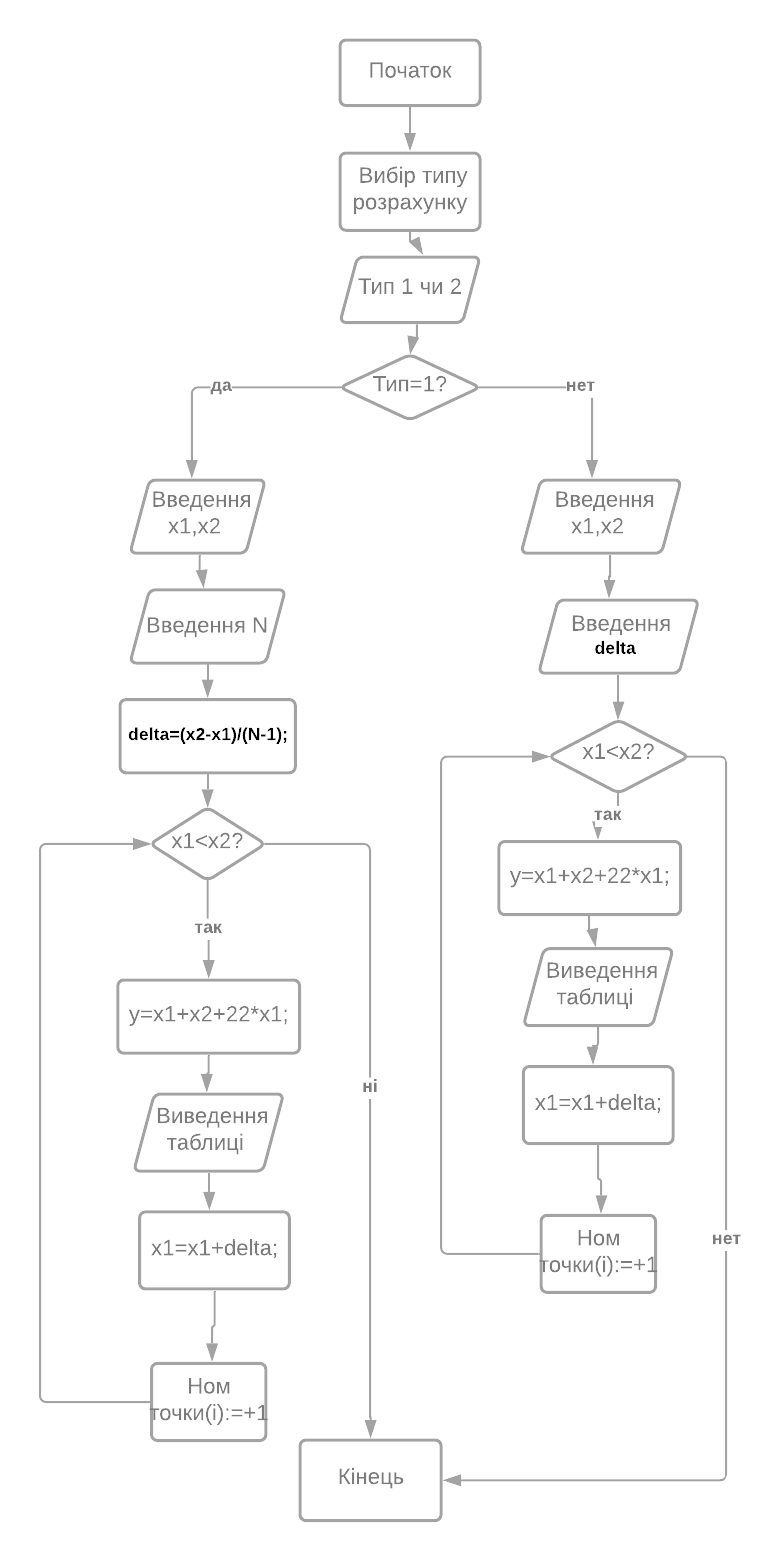 Початок
Вибір типу
розрахунку
Тип 1 чи 2
Тип=1?
да
нет
Введення
x1,x2
Введення N
delta=(x2-x1)/(N-1);
x1<x2?
так
y=x1+x2+22*x1;
Виведення
таблиці
x1=x1+delta;
Ном
точки(і):=+1
ні
Введення
x1,x2
Введення
delta
x1<x2?
так
y=x1+x2+22*x1;
Виведення
таблиці
x1=x1+delta;
Ном
точки(і):=+1
нет
Кінець